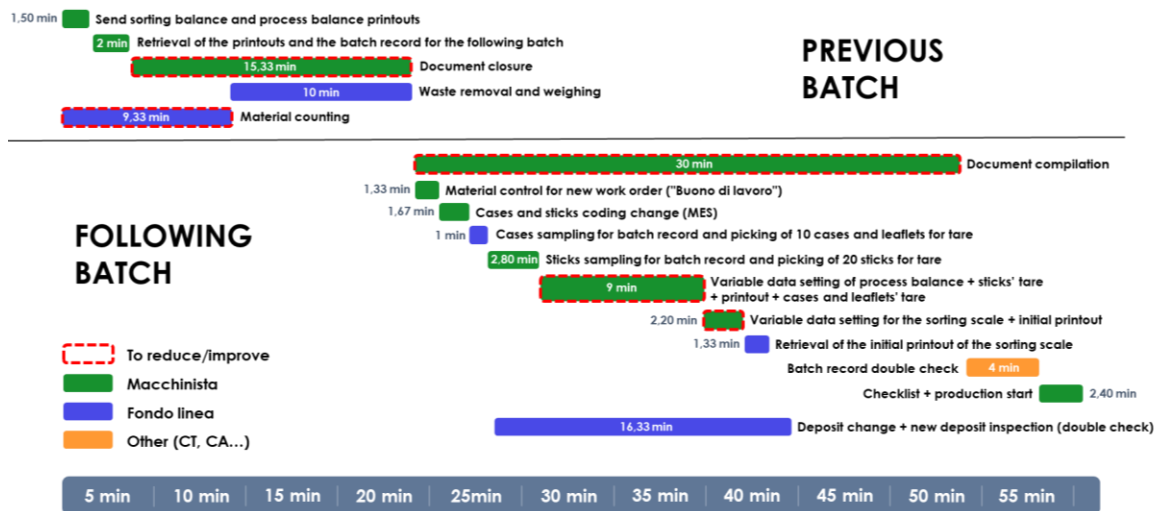 1,50 min Send sorting balance and process balance printouts
2 min Retrieval of the printouts and the batch record for the following batch
15,33 min Document closure
10 min Waste removal and weighing
9,33 min Material counting
PREVIOUS
BATCH
30 min Document compilation
1,33 min Material control for new work order ("Buono di lavoro")
1,67 min Cases and sticks coding change (MES)
1 min Cases sampling for batch record and picking of 10 cases and leaflets for tare
2,80 min Sticks sampling for batch record and picking of 20 sticks for tare
9 min Variable data setting of process balance + sticks' tare
+ printout + cases and leaflets' tare
2,20 min Variable data setting for the sorting scale + initial printout
1,33 min Retrieval of the initial printout of the sorting scale
Batch record double check 4 min
Checklist + production start 2,40 min
16,33 min Deposit change + new deposit inspection (double check)
FOLLOWING
BATCH
To reduce/improve
Macchinista
Fondo linea
Other (CT, CA...)
5 min 10 min 15 min 20 min 25min 30 min 35 min 40 min 45 min 50 min 55 min